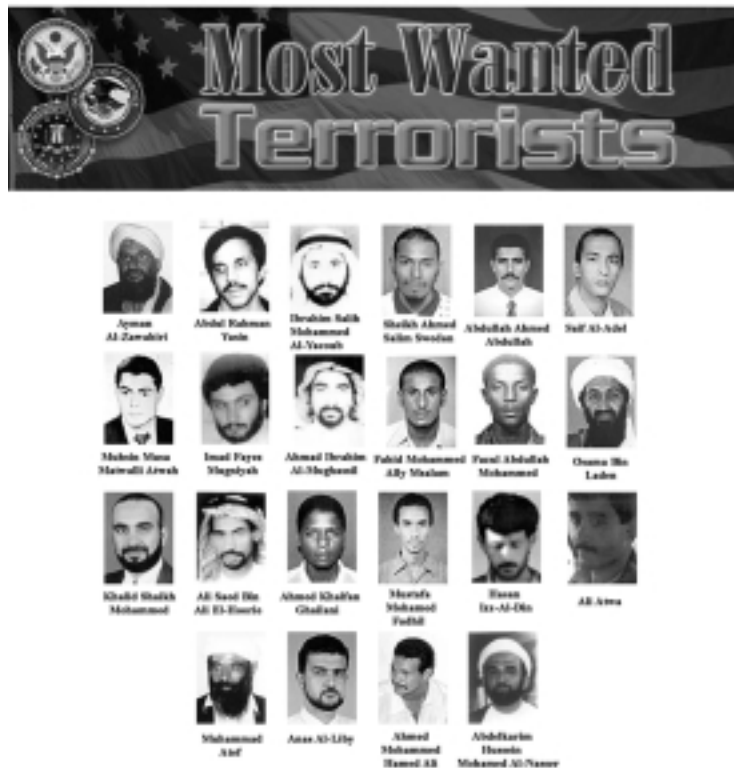 Most Wanted
Terrorists
Ayman
Al-Zawahiri
Abdul Rahman
Yasin
Ibrahim Salih
Mohammed
Al-Yacoub
Sheikh Ahmed
Salim Swedan
Abdullah Ahmed
Abdullah
Saif Al-Adel
Muhsin Musa
Matwalli Atwah
Imad Fayez
Mugniyah
Ahmad Ibrahim
Al-Mughassil
Fahid Mohammed
Ally Msalam
Fazul Abdullah
Mohammed
Osama Bin
Laden
Khalid Shaikh
Mohammed
Ali Saed Bin
Ali El-Hoorie
Ahmed Khalfan
Ghailani
Mustafa
Mohamed
Fadhil
Hasan
Izz-Al-Din
Ali Atwa
Muhammad
Atef
Anas Al-Liby
Ahmed
Mohammed
Hamed Ali
Abdelkarim
Hussein
Mohamed Al-Nasser